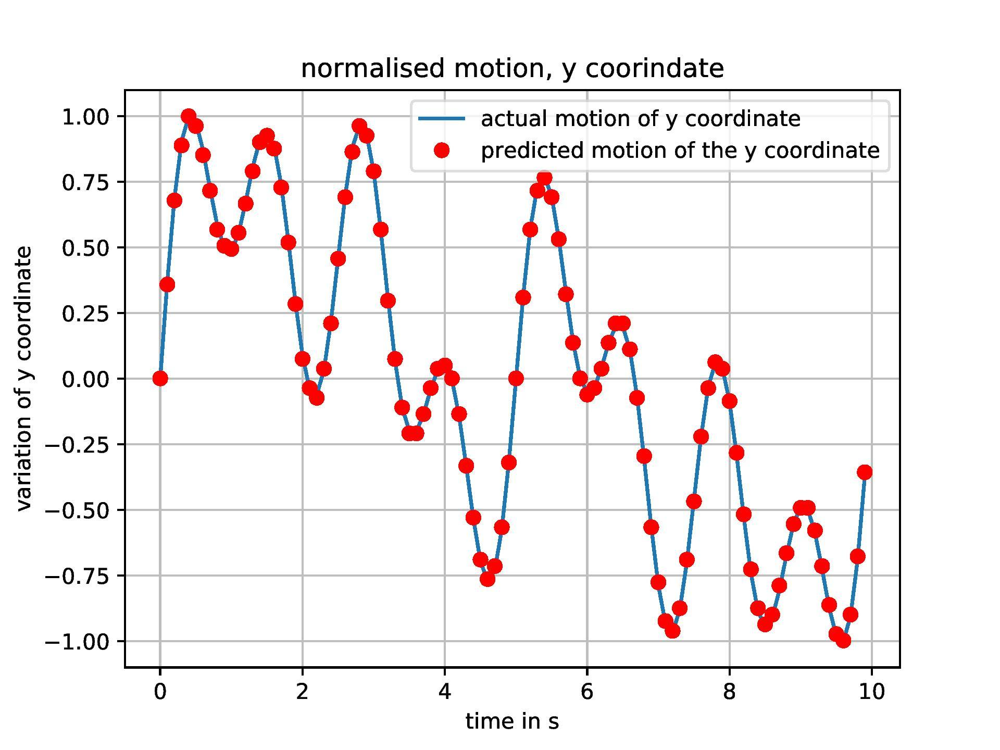 normalised motion, y coorindate
actual motion of y coordinate
predicted motion of the y coordinate
variation of y coordinate
1.00
0.75
0.50
0.25
0.00
−0.25
−0.50
−0.75
−1.00
0 2 4 6 8 10
time in s